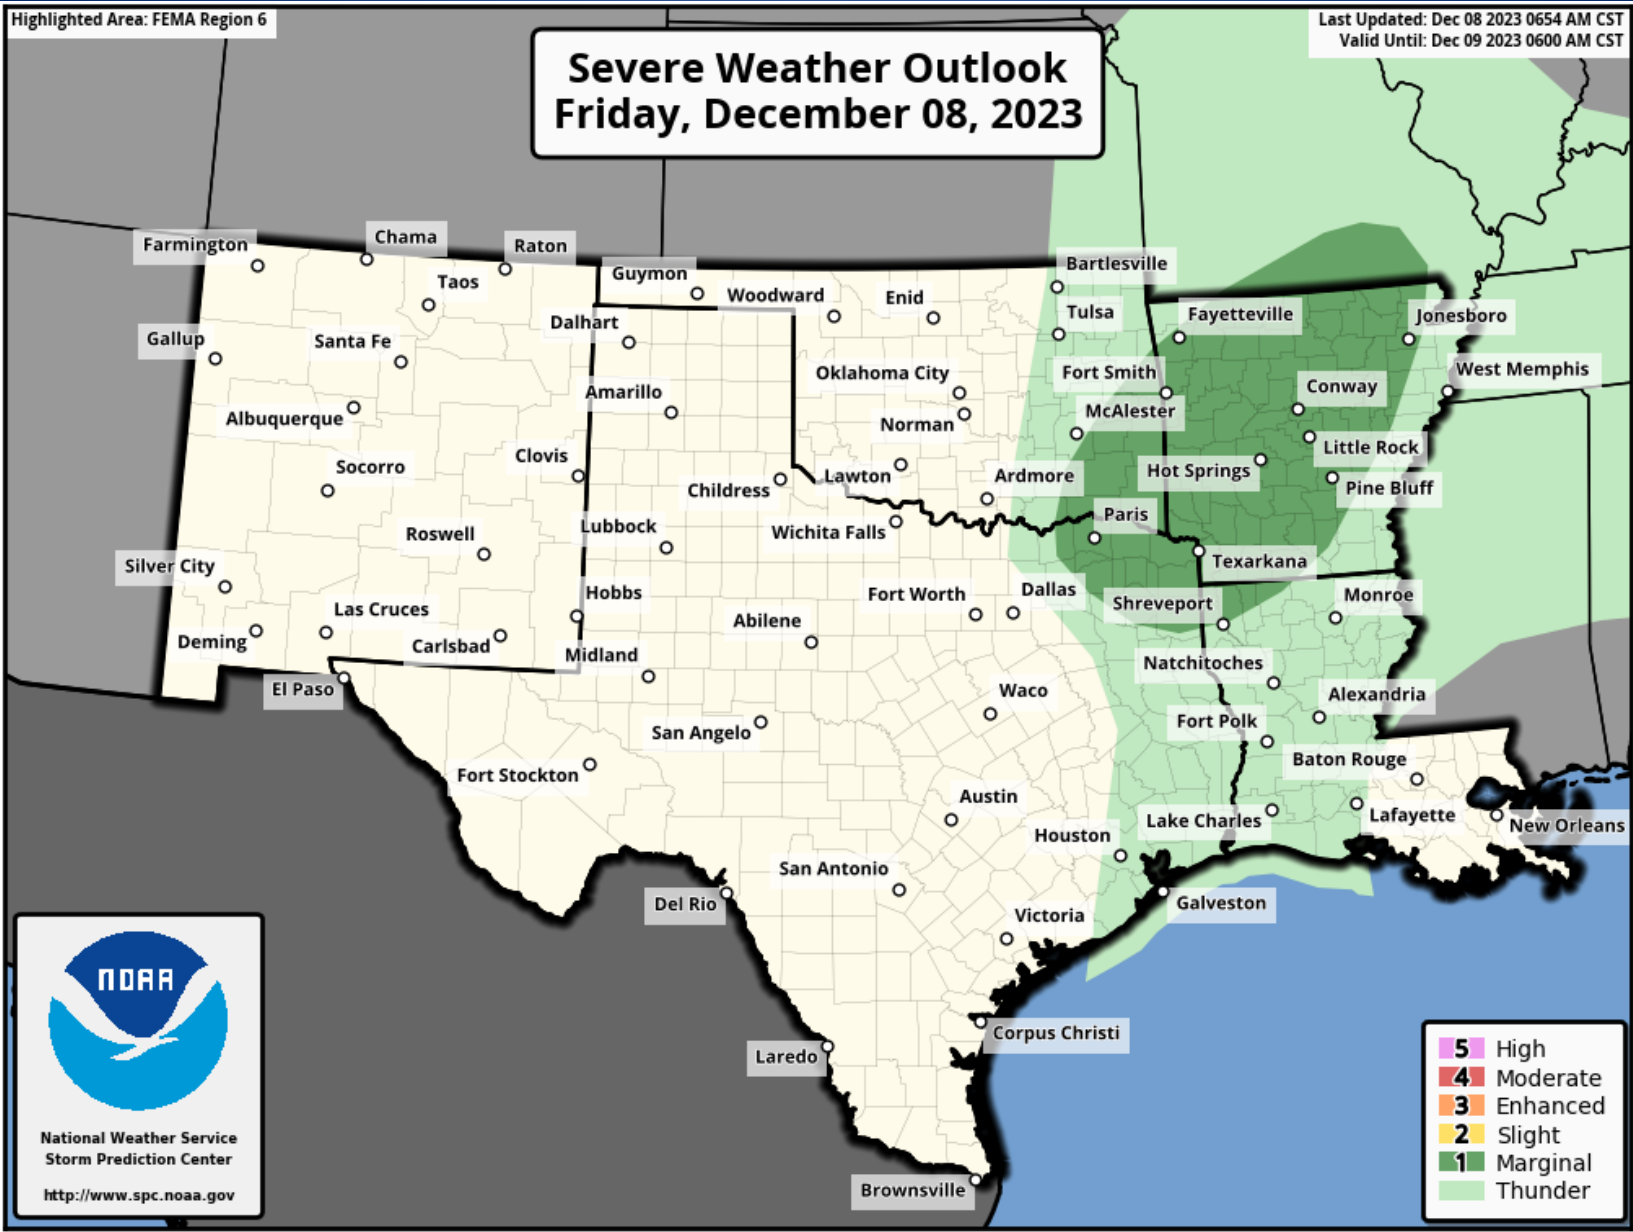 Highlighted Area: FEMA Region 6
Last Updated: Dec 08 2023 0654 AM CST
Valid Until: Dec 09 2023 0600 AM CST
Severe Weather Outlook
Friday, December 08, 2023
Farmington
Chama
Raton
Guymon
Bartlesville
Taos
Woodward
Enid
Tulsa
Fayetteville
Jonesboro
Gallup
Santa Fe
Dalhart
Oklahoma City
Fort Smith
West Memphis
Amarillo
Conway
Albuquerque
Norman
McAlester
Little Rock
Socorro
Clovis
Childress
Lawton
Ardmore
Hot Springs
Pine Bluff
Roswell
Lubbock
Wichita Falls
Paris
Texarkana
Silver City
Hobbs
Fort Worth
Dallas
Shreveport
Monroe
Las Cruces
Abilene
Deming
Carlsbad
Midland
Natchitoches
El Paso
Waco
Alexandria
San Angelo
Fort Polk
Fort Stockton
Baton Rouge
Austin
Lake Charles
Lafayette
Houston
New Orleans
San Antonio
Del Rio
Victoria
Galveston
Corpus Christi
Laredo
Brownsville
NOAA
National Weather Service
Storm Prediction Center
http://www.spc.noaa.gov
5 High
4 Moderate
3 Enhanced
2 Slight
1 Marginal
Thunder